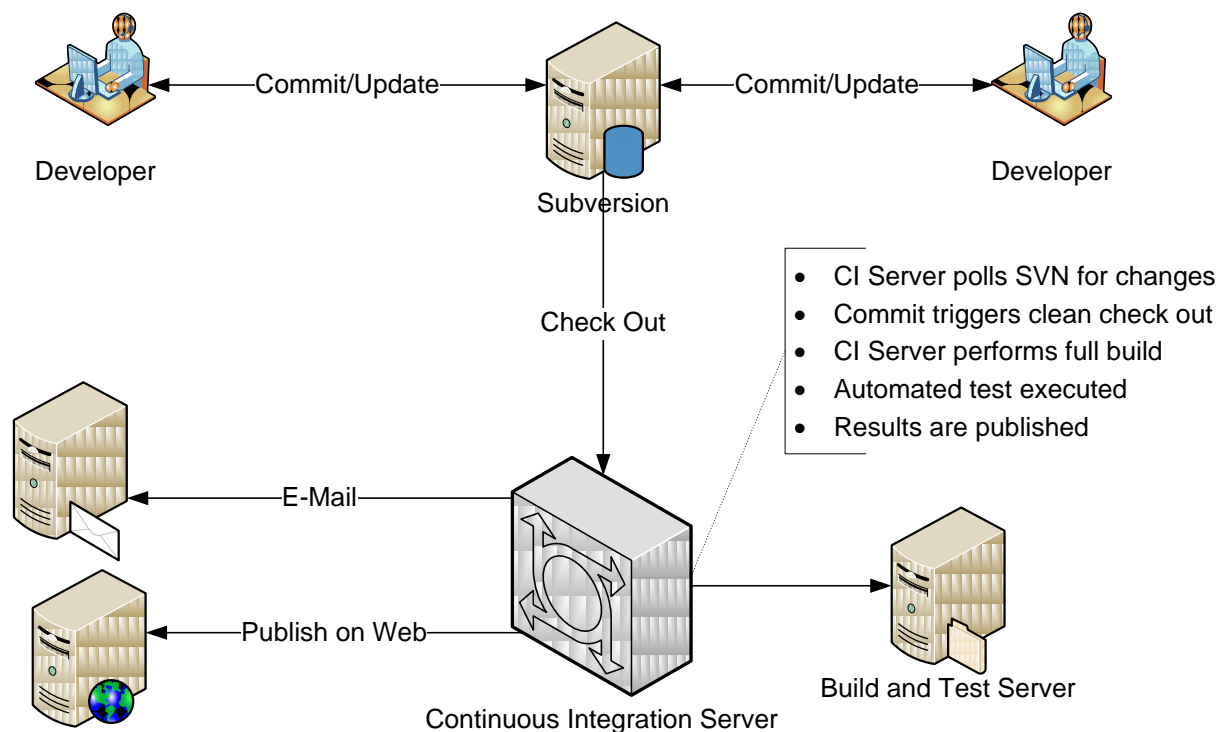 Commit/Update
Commit/Update
Developer
Subversion
Developer
• CI Server polls SVN for changes
• Commit triggers clean check out
• CI Server performs full build
• Automated test executed
• Results are published
Check Out
E-Mail
Publish on Web
Build and Test Server
Continuous Integration Server